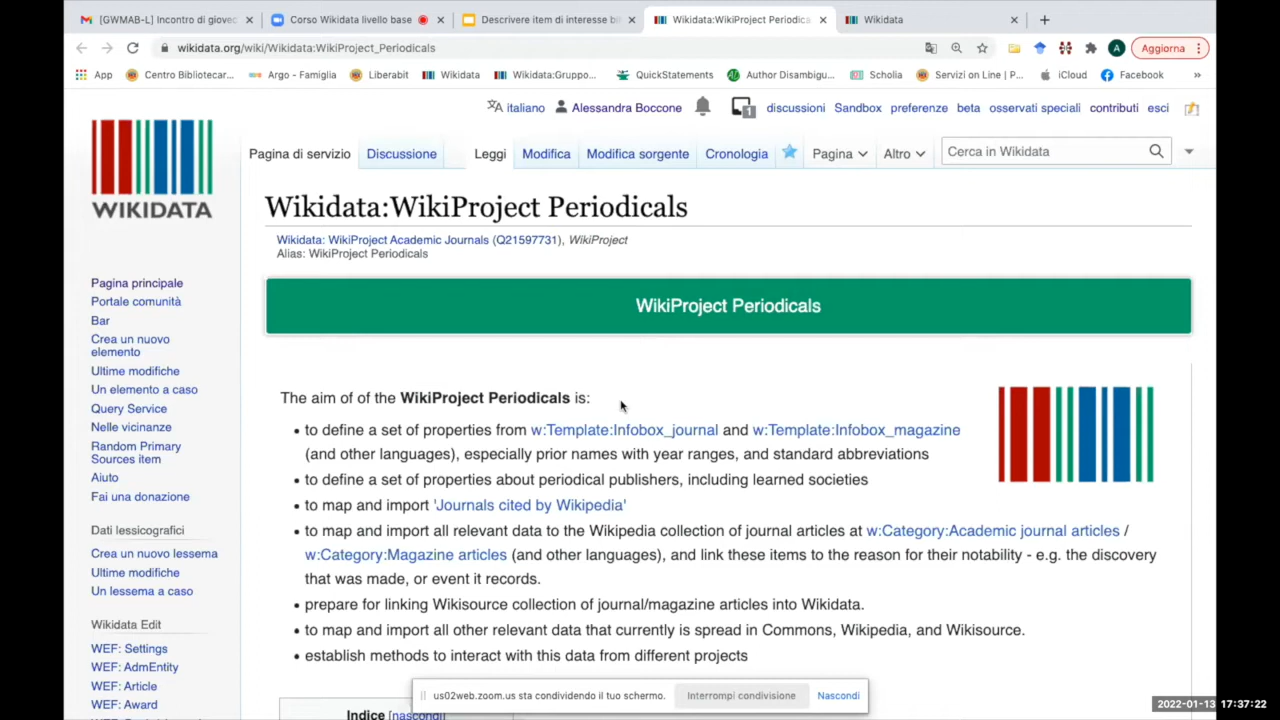 [GWMAB-L] Incontro di giovec
Corso Wikidata livello base
Descrivere item di interesse bi
Wikidata:WikiProject Periodica
Wikidata
wikidata.org/wiki/Wikidata:WikiProject_Periodicals
A
Aggiorna
App
Centro Bibliotecar...
Argo - Famiglia
Liberabit
Wikidata
Wikidata:Gruppo...
QuickStatements
Author Disambigu...
Scholia
Servizi on Line | P...
iCloud
Facebook
»
italiano
Alessandra Boccone
1
discussioni
Sandbox
preferenze
beta
osservati speciali
contributi
esci
Pagina di servizio
Discussione
Leggi
Modifica
Modifica sorgente
Cronologia
Pagina
Altro
Cerca in Wikidata
WIKIDATA
Wikidata:WikiProject Periodicals
Wikidata: WikiProject Academic Journals (Q21597731), WikiProject
Alias: WikiProject Periodicals
WikiProject Periodicals
Pagina principale
Portale comunità
Bar
Crea un nuovo
elemento
Ultime modifiche
Un elemento a caso
Query Service
Nelle vicinanze
Random Primary
Sources item
Aiuto
Fai una donazione
Dati lessicografici
Crea un nuovo lessema
Ultime modifiche
Un lessema a caso
Wikidata Edit
WEF: Settings
WEF: AdmEntity
WEF: Article
WEF: Award
The aim of of the WikiProject Periodicals is:
• to define a set of properties from w:Template:Infobox_journal and w:Template:Infobox_magazine
(and other languages), especially prior names with year ranges, and standard abbreviations
• to define a set of properties about periodical publishers, including learned societies
• to map and import 'Journals cited by Wikipedia'
• to map and import all relevant data to the Wikipedia collection of journal articles at w:Category:Academic journal articles /
w:Category:Magazine articles (and other languages), and link these items to the reason for their notability - e.g. the discovery
that was made, or event it records.
• prepare for linking Wikisource collection of journal/magazine articles into Wikidata.
• to map and import all other relevant data that currently is spread in Commons, Wikipedia, and Wikisource.
• establish methods to interact with this data from different projects
Indice [nascondi]
us02web.zoom.us sta condividendo il tuo schermo.
Interrompi condivisione
Nascondi
2022-01-13 17:37:22